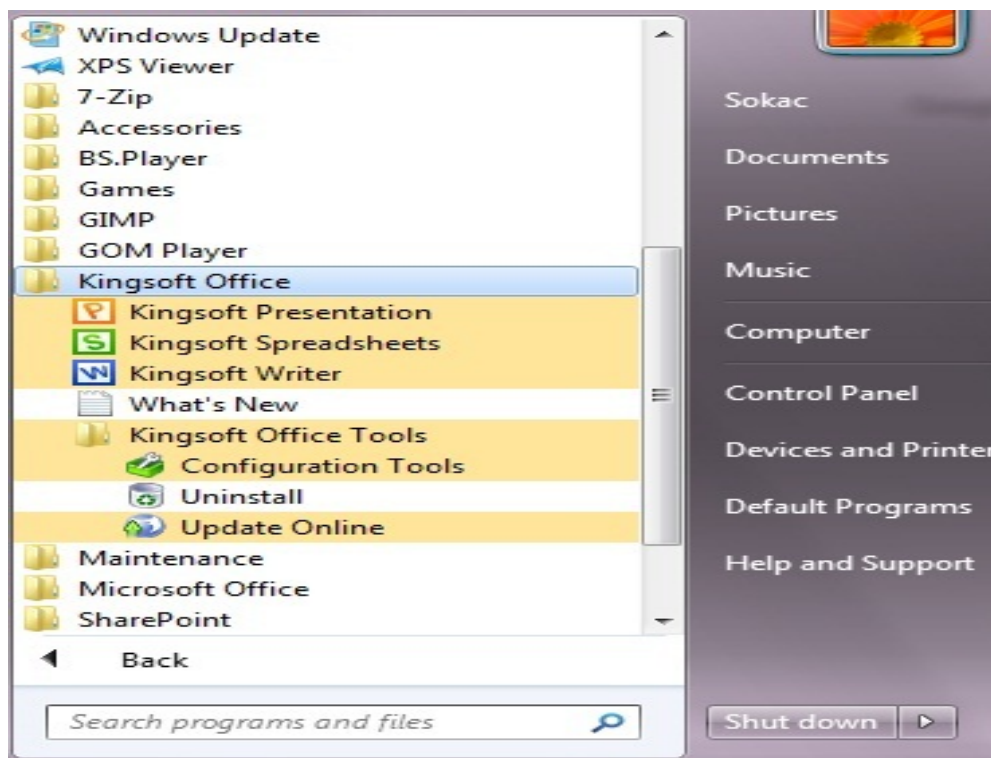 Windows Update
XPS Viewer
7-Zip
Accessories
BS.Player
Games
GIMP
GOM Player
Kingsoft Office
Kingsoft Presentation
Kingsoft Spreadsheets
Kingsoft Writer
What's New
Kingsoft Office Tools
Configuration Tools
Uninstall
Update Online
Maintenance
Microsoft Office
SharePoint
Back
Search programs and files
Sokac
Documents
Pictures
Music
Computer
Control Panel
Devices and Printer
Default Programs
Help and Support
Shut down